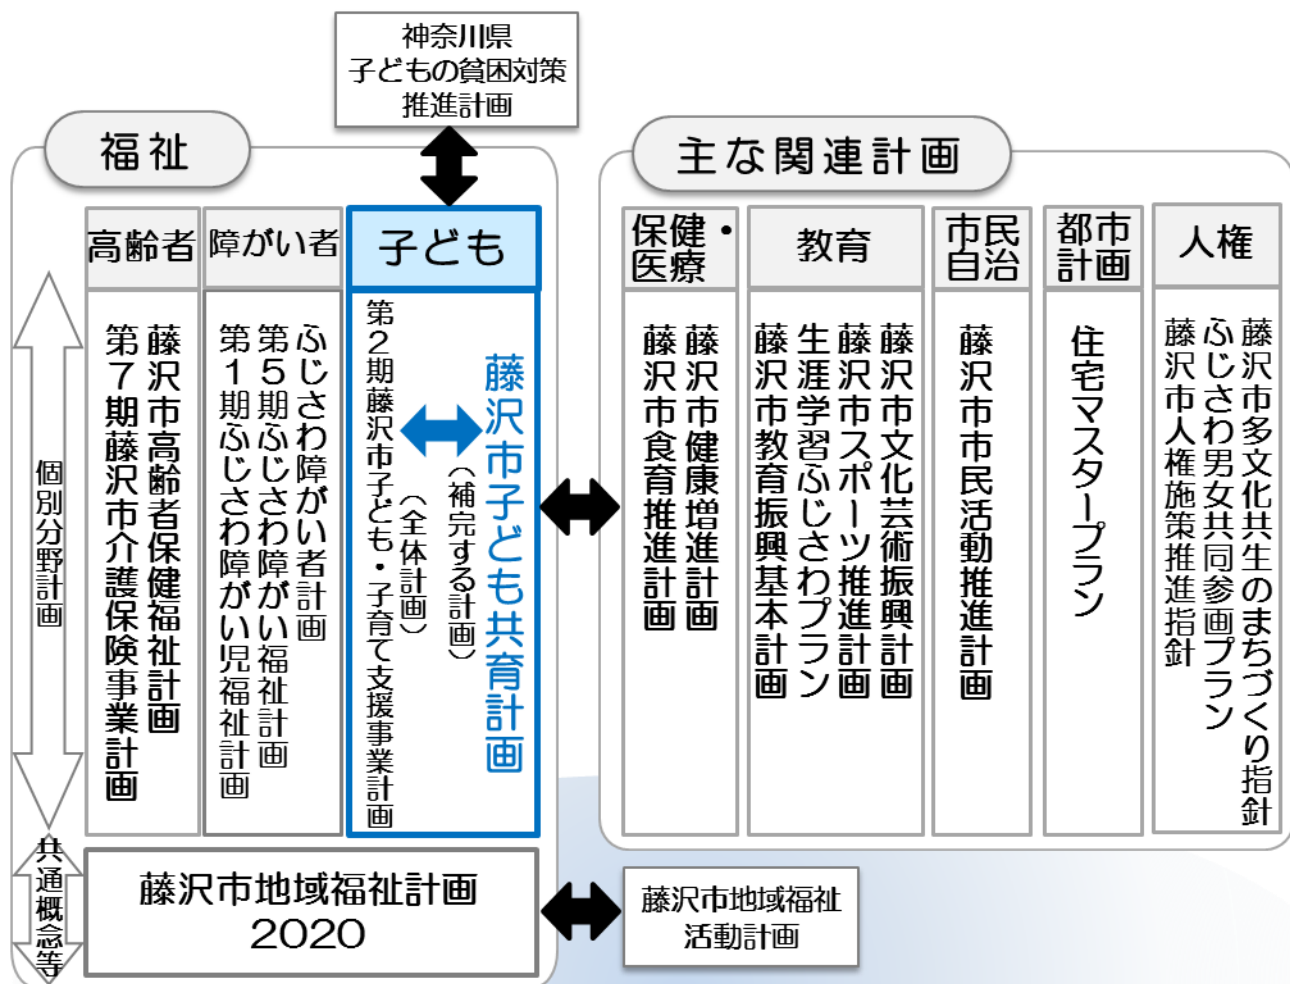 神奈川県
子どもの貧困対策
推進計画
福祉
主な関連計画
高齢者
障がい者
子ども
保健・
医療
教育
市民
自治
都市
計画
人権
個別分野計画
藤沢市高齢者保健福祉計画
第７期藤沢市介護保険事業計画
ふじさわ障がい者計画
第５期ふじさわ障がい福祉計画
第１期ふじさわ障がい児福祉計画
藤沢市子ども共育計画
（補完する計画）
（全体計画）
第２期藤沢市子ども・子育て支援事業計画
藤沢市健康増進計画
藤沢市食育推進計画
藤沢市文化芸術振興計画
藤沢市スポーツ推進計画
生涯学習ふじさわプラン
藤沢市教育振興基本計画
藤沢市市民活動推進計画
住宅マスタープラン
藤沢市多文化共生のまちづくり指針
ふじさわ男女共同参画プラン
藤沢市人権施策推進指針
共通概念等
藤沢市地域福祉計画
2020
藤沢市地域福祉
活動計画